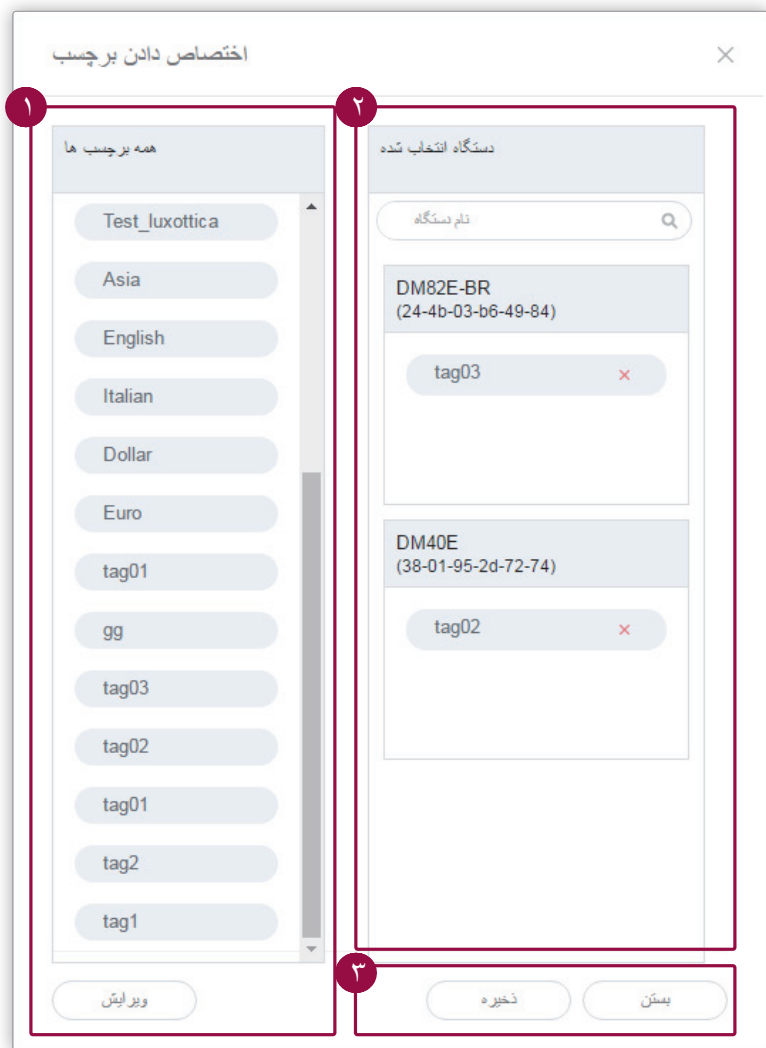 اختصاص دادن برچسب
۱
همه برچسب ها
Test_luxottica
Asia
English
Italian
Dollar
Euro
tag01
gg
tag03
tag02
tag01
tag2
tag1
ویرایش
۲
دستگاه انتخاب شده
نام دستگاه
DM82E-BR
(24-4b-03-b6-49-84)
tag03
DM40E
(38-01-95-2d-72-74)
tag02
۳
ذخیره
بستن